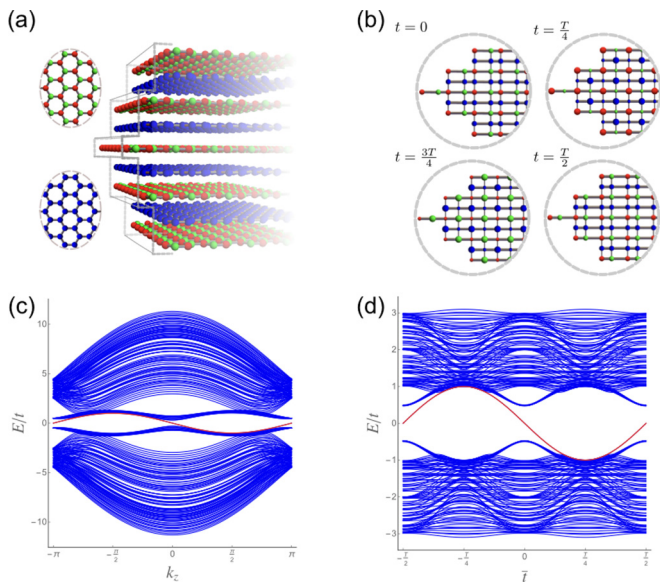 (a)
(b)
t=0
t=T/4
t=3T/4
t=T/2
(c)
E/t
10
5
0
−5
−10
−π
−π/2
0
π/2
π
k_z
(d)
E/t
3
2
1
0
−1
−2
−3
−T/2
−T/4
0
T/4
T/2
t̄